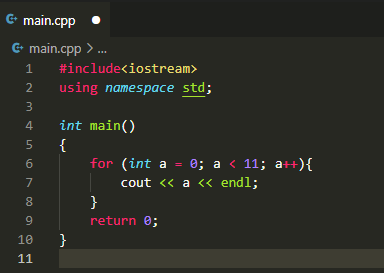 main.cpp
main.cpp > ...
1 #include<iostream>
2 using namespace std;
3
4 int main()
5 {
6     for (int a = 0; a < 11; a++){
7         cout << a << endl;
8     }
9     return 0;
10 }
11